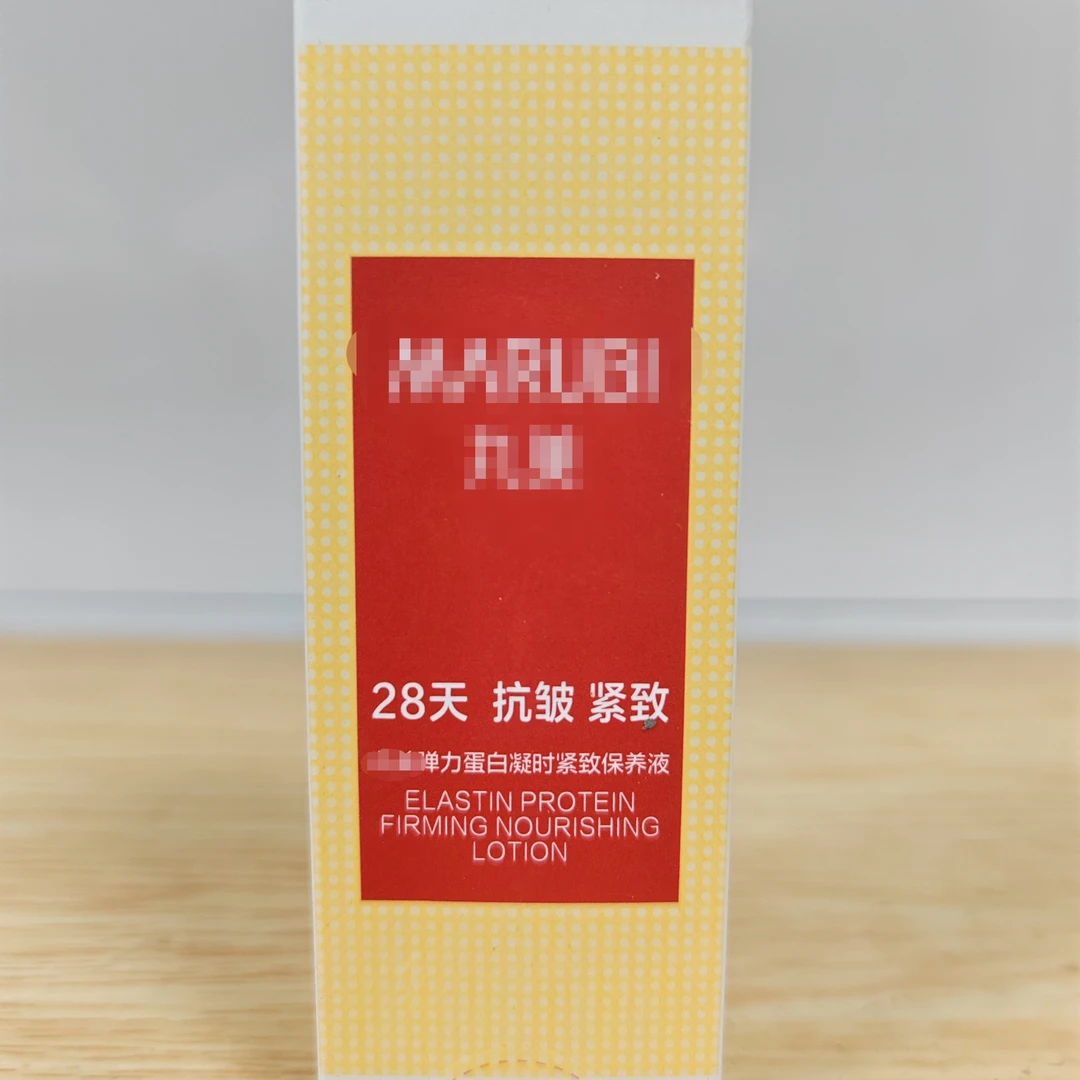 MARUBI
28天 抗皱 紧致
弹力蛋白凝时紧致保养液
ELASTIN PROTEIN
FIRMING NOURISHING
LOTION